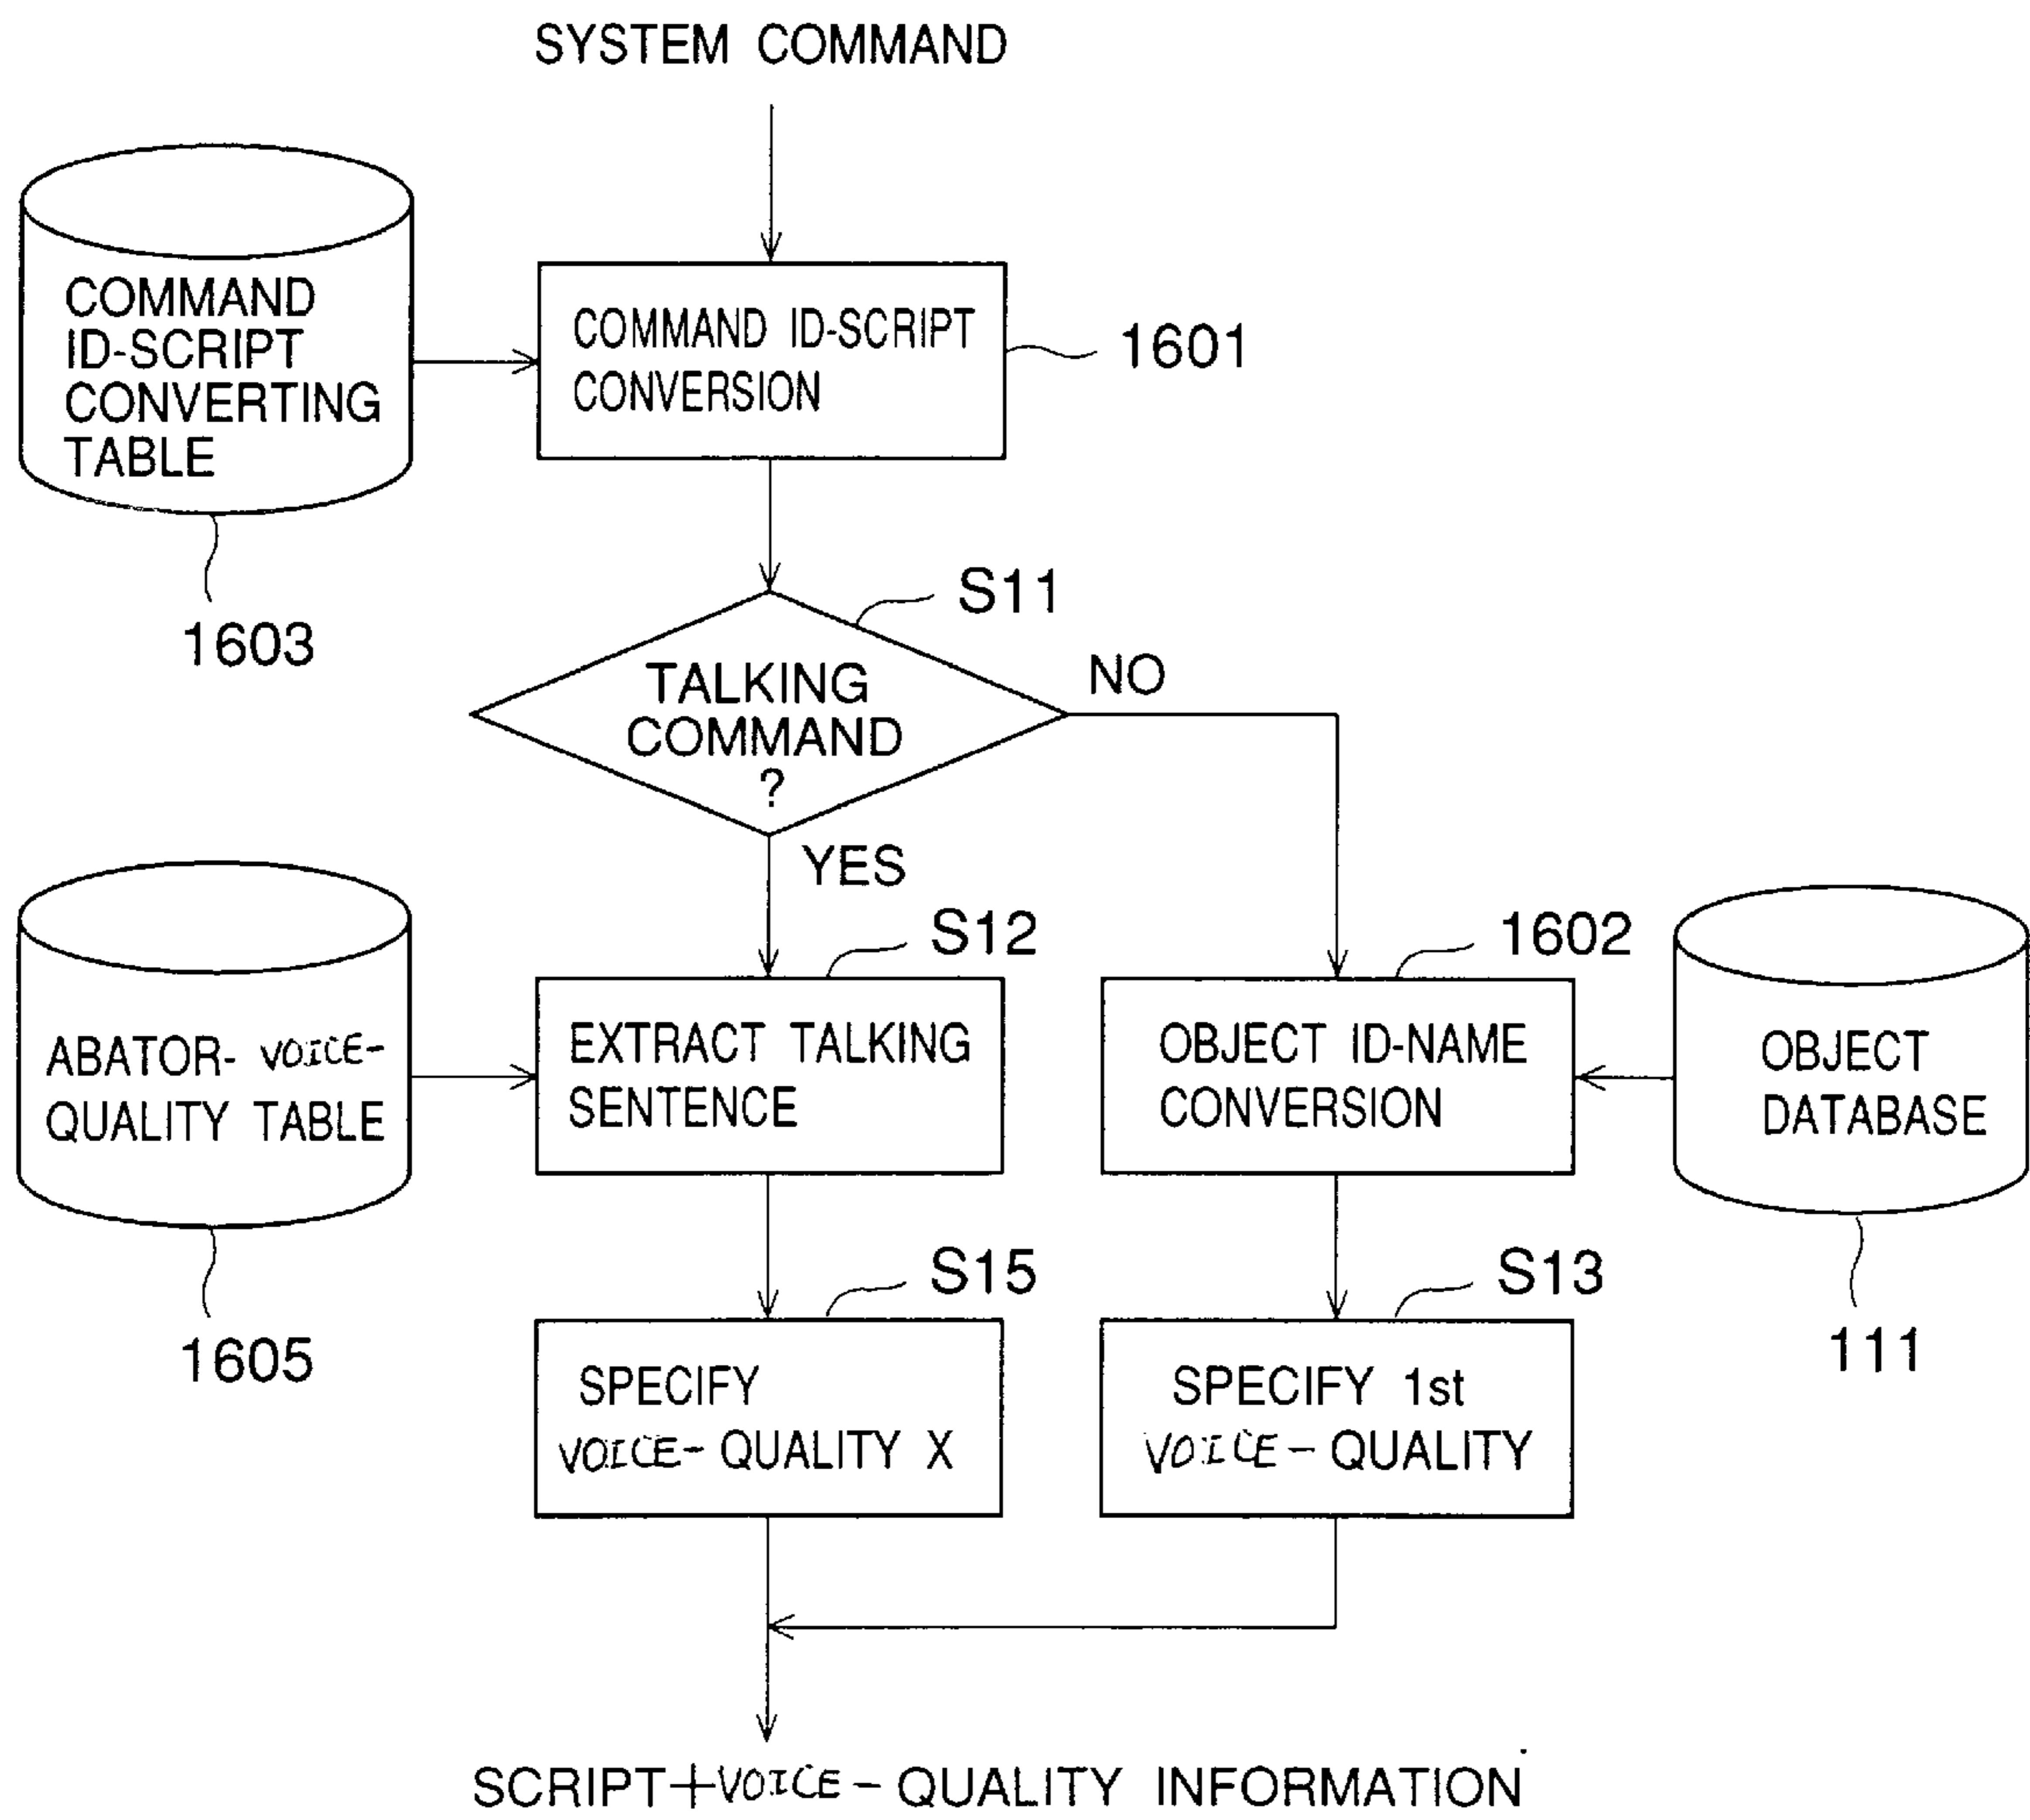 SYSTEM COMMAND
COMMAND
ID-SCRIPT
CONVERTING
TABLE
1603
COMMAND ID-SCRIPT
CONVERSION
1601
S11
TALKING
COMMAND
?
NO
YES
S12
1602
ABATOR- VOICE-
QUALITY TABLE
1605
EXTRACT TALKING
SENTENCE
OBJECT ID-NAME
CONVERSION
OBJECT
DATABASE
111
S15
S13
SPECIFY
VOICE- QUALITY X
SPECIFY 1st
VOICE- QUALITY
SCRIPT+VOICE- QUALITY INFORMATION